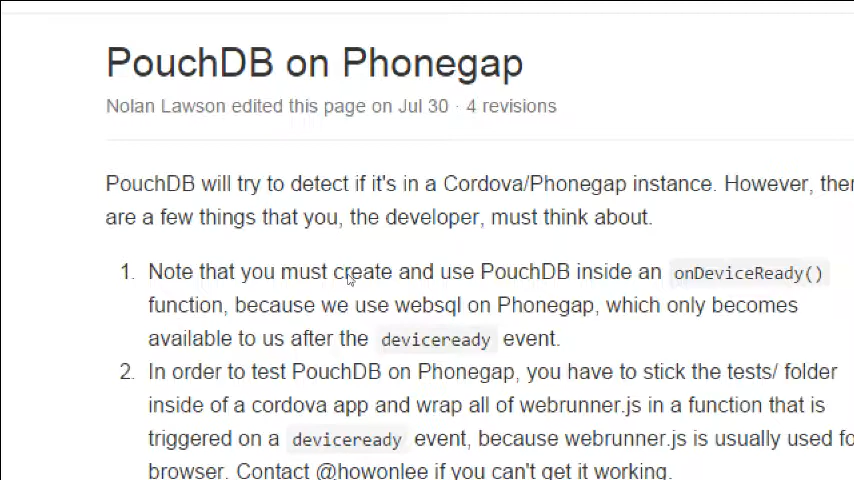 PouchDB on Phonegap
Nolan Lawson edited this page on Jul 30 · 4 revisions
PouchDB will try to detect if it's in a Cordova/Phonegap instance. However,
are a few things that you, the developer, must think about.
1. Note that you must create and use PouchDB inside an onDeviceReady()
function, because we use websql on Phonegap, which only becomes
available to us after the deviceready event.
2. In order to test PouchDB on Phonegap, you have to stick the tests/ folder
inside of a cordova app and wrap all of webrunner.js in a function that is
triggered on a deviceready event, because webrunner.js is usually used
browser. Contact @howonlee if you can't get it working.